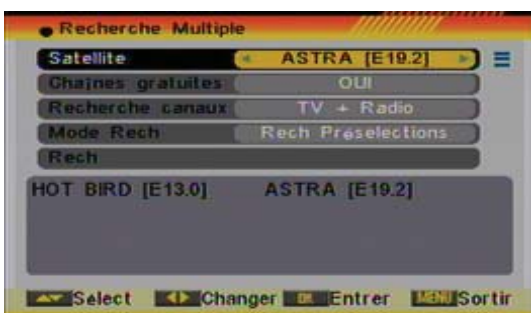 Recherche Multiple
Satellite ASTRA [E19.2]
Chaînes gratuites OUI
Recherche canaux TV + Radio
Mode Rech Rech Préselections
Rech
HOT BIRD [E13.0] ASTRA [E19.2]
Select Changer OK Entrer MENU Sortir